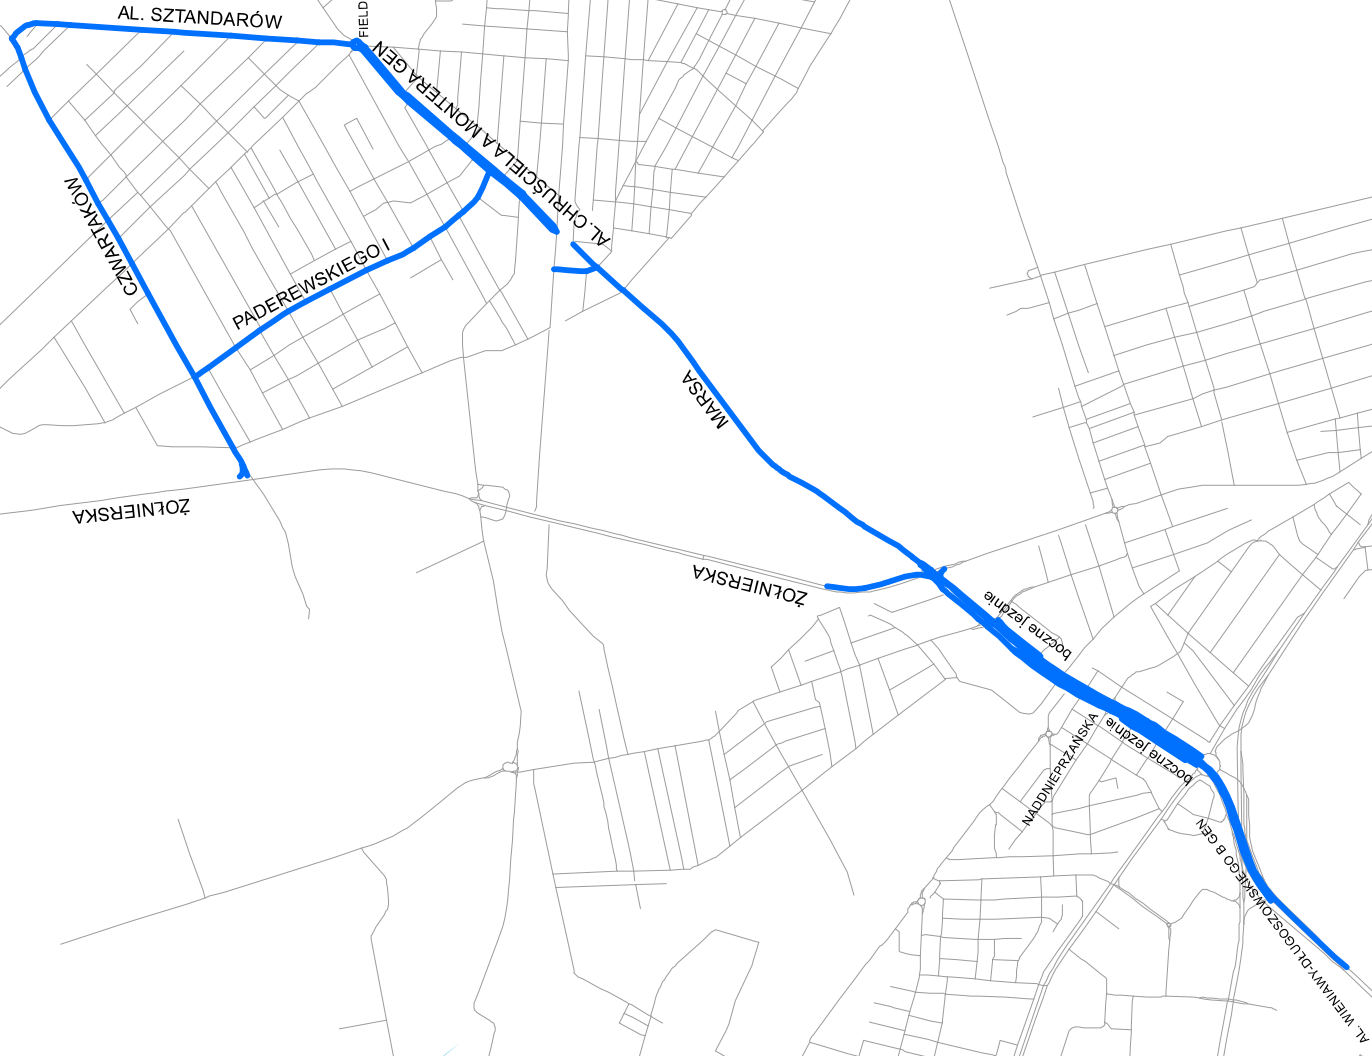 AL. SZTANDARÓW
FIELD
AL. CHRUŚCIELA A MONTERA GEN
CZWARTAKÓW
PADEREWSKIEGO I
MARSA
ŻOŁNIERSKA
ŻOŁNIERSKA
boczne jezdnie
NADDNIEPRZAŃSKA
boczne jezdnie
AL. WIENIAWY-DŁUGOSZOWSKIEGO B GEN